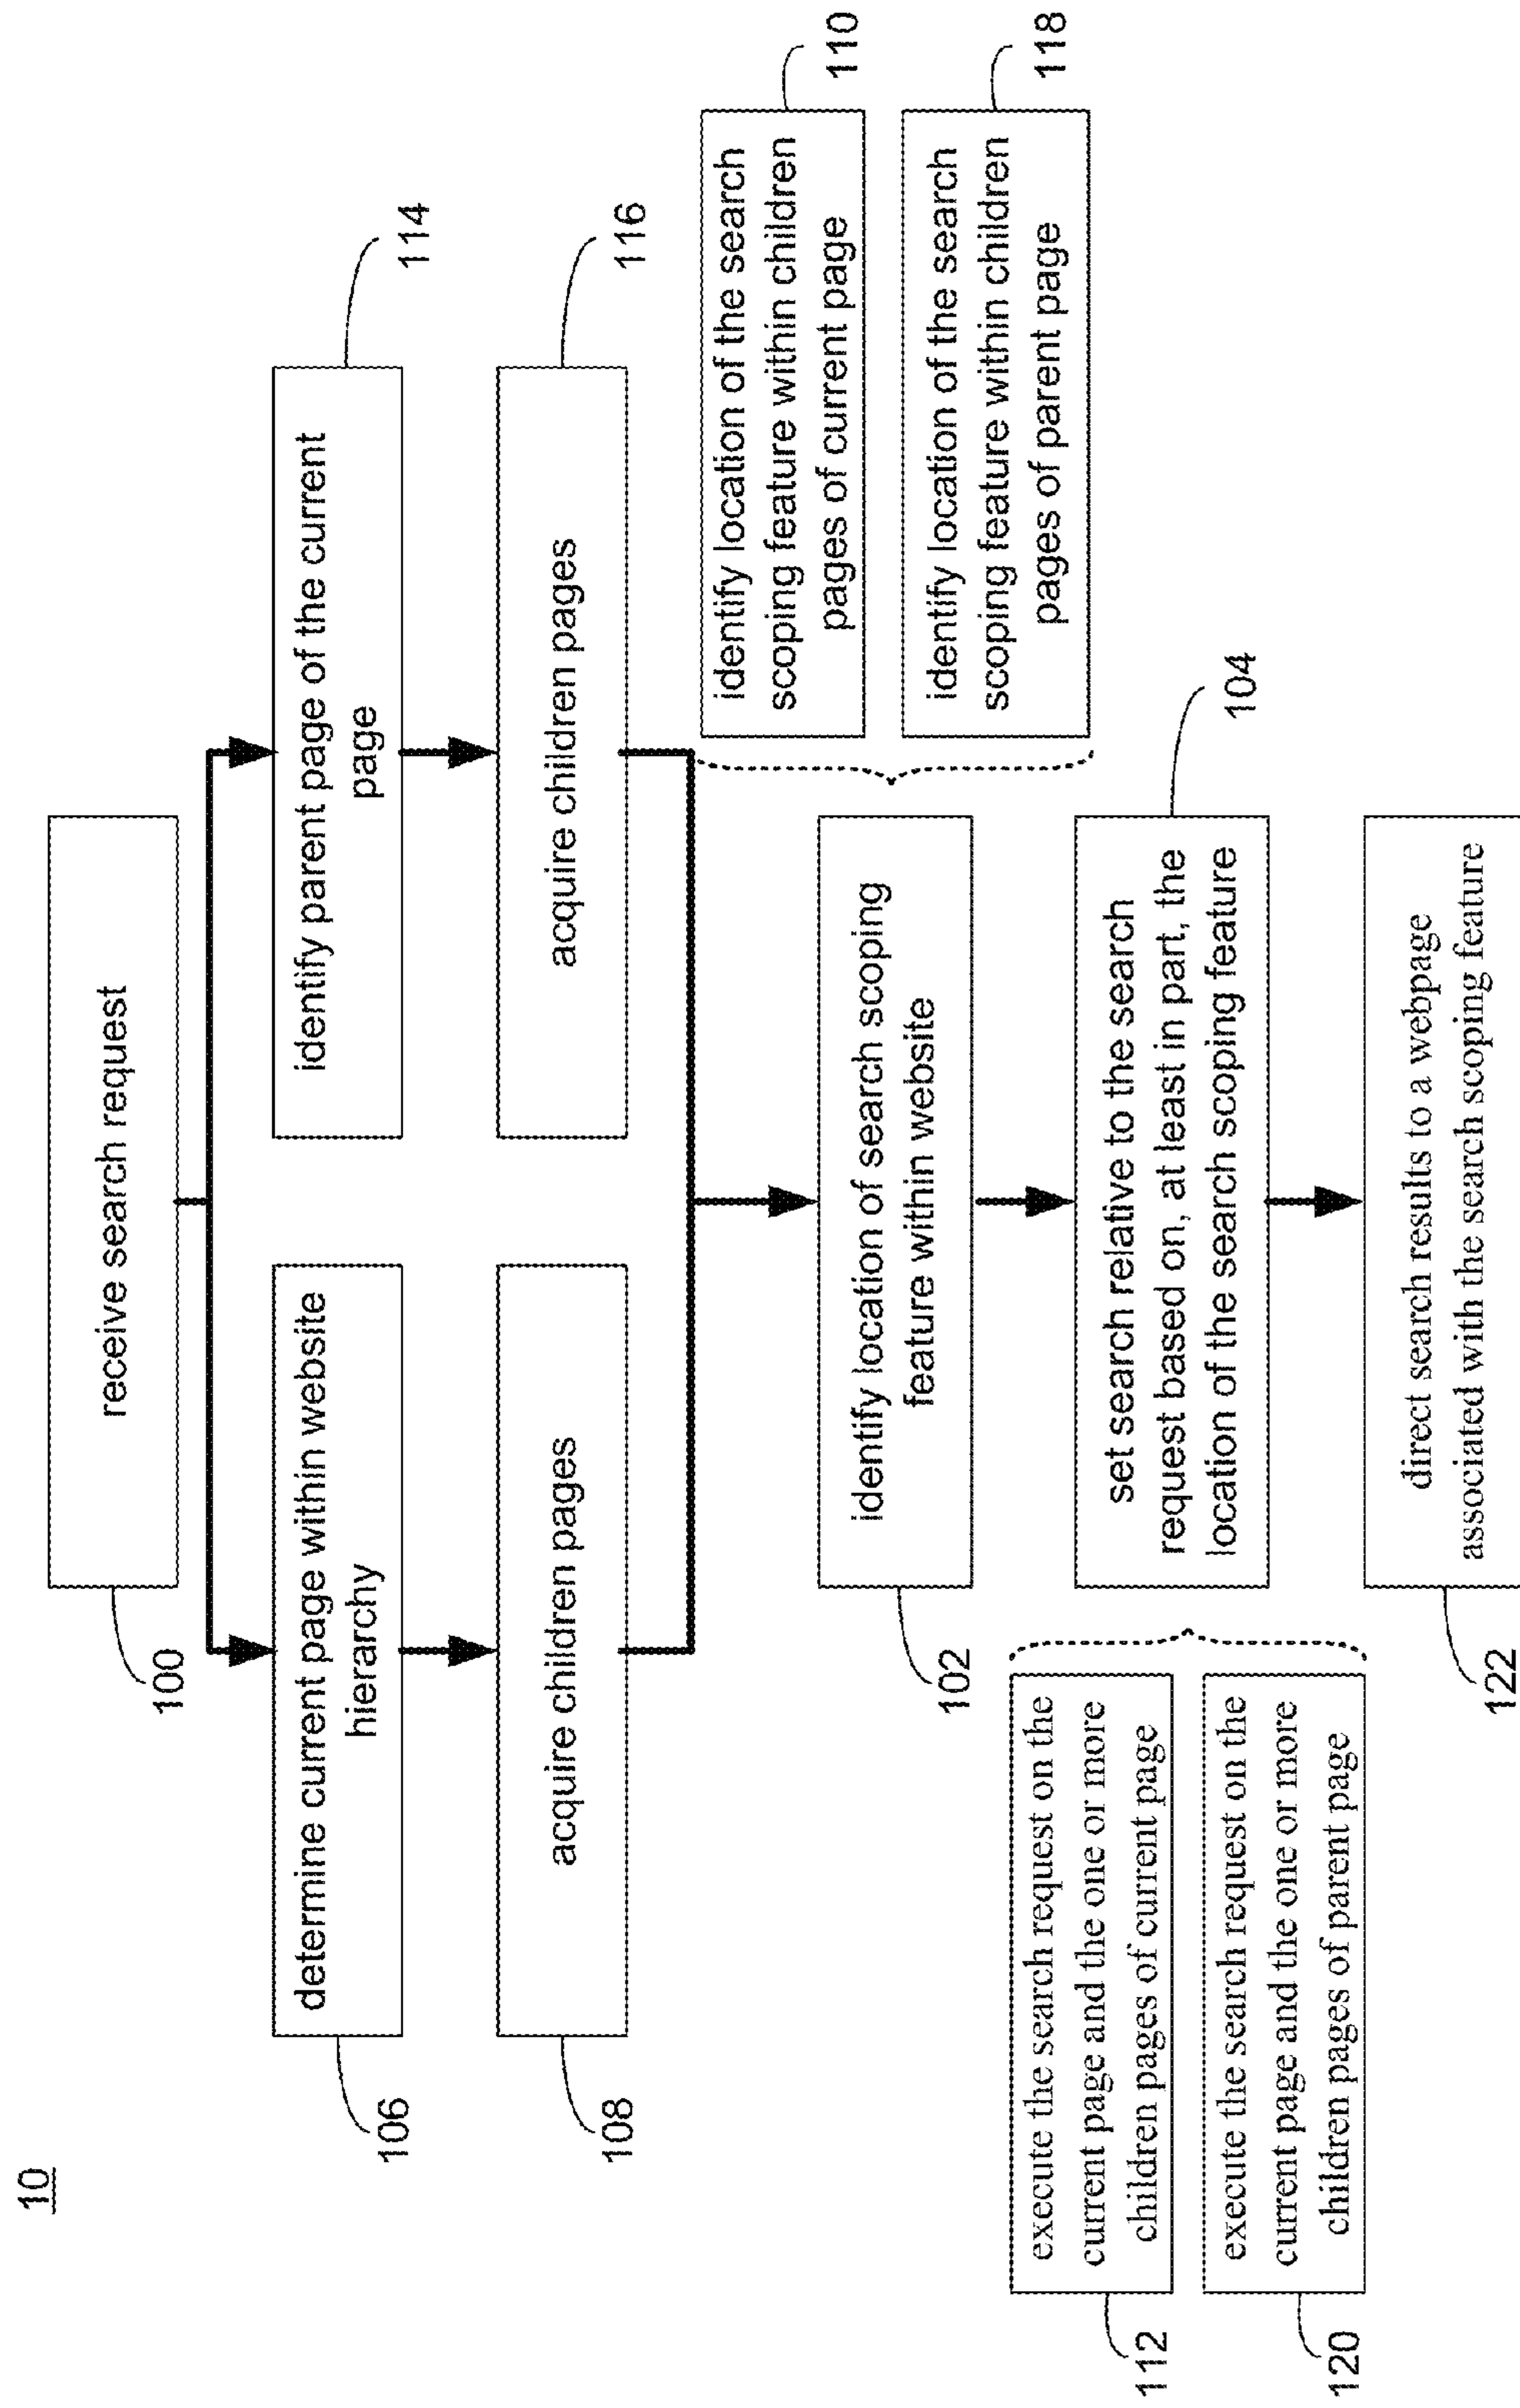 10
receive search request
100
determine current page within website
hierarchy
106
identify parent page of the current
page
114
acquire children pages
108
acquire children pages
116
identify location of the search
scoping feature within children
pages of current page
110
identify location of the search
scoping feature within children
pages of parent page
118
identify location of search scoping
feature within website
102
execute the search request on the
current page and the one or more
children pages of current page
112
execute the search request on the
current page and the one or more
children pages of parent page
120
set search relative to the search
request based on, at least in part, the
location of the search scoping feature
104
direct search results to a webpage
associated with the search scoping feature
122